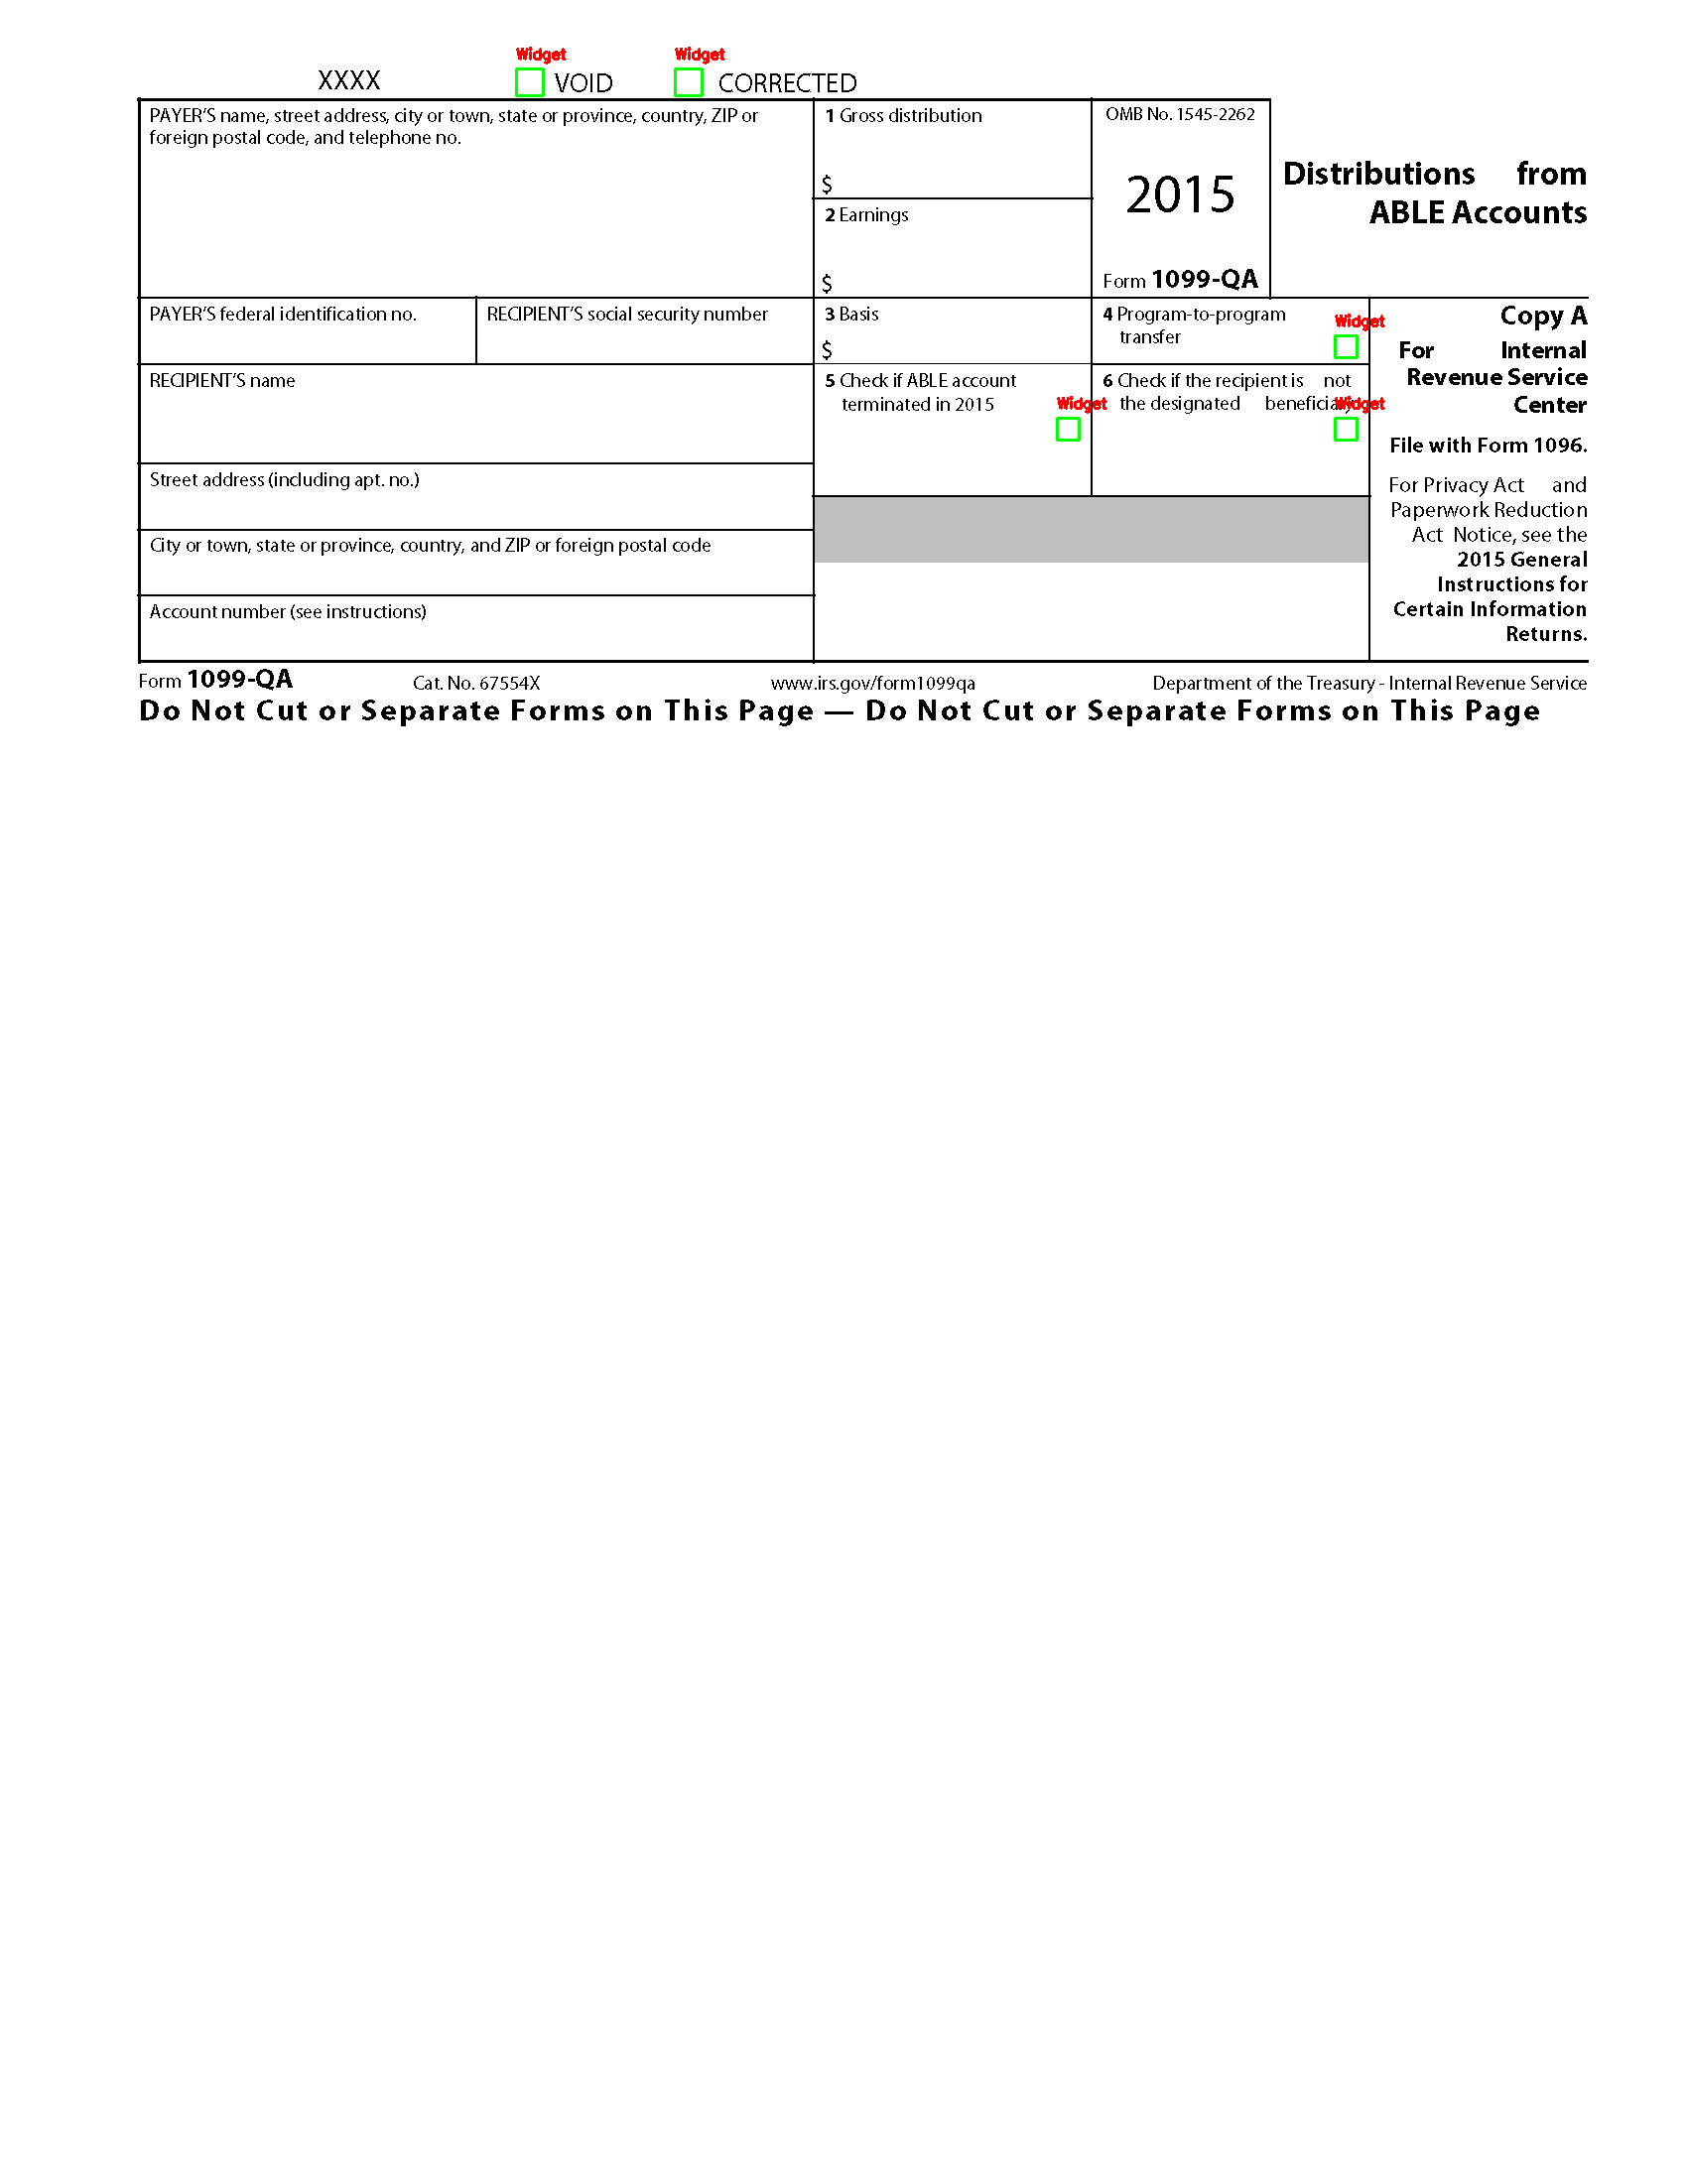 Widget Widget
XXXX VOID CORRECTED
PAYER'S name, street address, city or town, state or province, country, ZIP or
foreign postal code, and telephone no.
1 Gross distribution
$
2 Earnings
$
OMB No. 1545-2262
2015
Form 1099-QA
Distributions from
ABLE Accounts
PAYER'S federal identification no.
RECIPIENT'S social security number
3 Basis
$
4 Program-to-program
transfer
Widget
RECIPIENT'S name
5 Check if ABLE account
terminated in 2015
Widget
6 Check if the recipient is not
the designated beneficiary
Widget
Street address (including apt. no.)
City or town, state or province, country, and ZIP or foreign postal code
Account number (see instructions)
Copy A
For Internal
Revenue Service
Center
File with Form 1096.
For Privacy Act and
Paperwork Reduction
Act Notice, see the
2015 General
Instructions for
Certain Information
Returns.
Form 1099-QA Cat. No. 67554X www.irs.gov/form1099qa Department of the Treasury - Internal Revenue Service
Do Not Cut or Separate Forms on This Page — Do Not Cut or Separate Forms on This Page